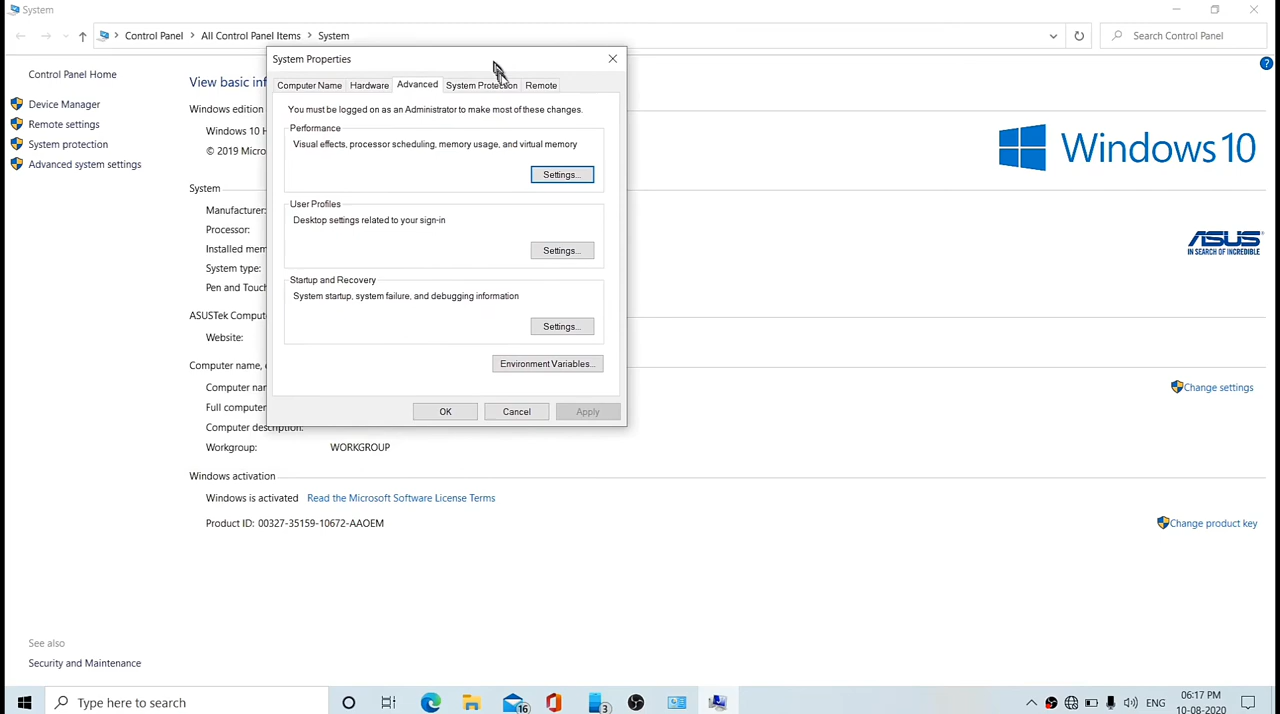 System
Control Panel > All Control Panel Items > System
Search Control Panel
System Properties
Computer Name Hardware Advanced System Protection Remote
You must be logged on as an Administrator to make most of these changes.
Performance
Visual effects, processor scheduling, memory usage, and virtual memory
Settings...
User Profiles
Desktop settings related to your sign-in
Settings...
Startup and Recovery
System startup, system failure, and debugging information
Settings...
Environment Variables...
OK Cancel Apply
Control Panel Home
Device Manager
Remote settings
System protection
Advanced system settings
View basic inf
Windows edition
Windows 10 H
© 2019 Micro
System
Manufacturer:
Processor:
Installed mem
System type:
Pen and Touch
ASUSTek Comput
Website:
Computer name,
Computer nam
Full computer
Computer description:
Workgroup: WORKGROUP
Windows activation
Windows is activated Read the Microsoft Software License Terms
Product ID: 00327-35159-10672-AAOEM
Windows 10
ASUS
IN SEARCH OF INCREDIBLE
Change settings
Change product key
See also
Security and Maintenance
Type here to search
16
3
ENG
06:17 PM
10-08-2020